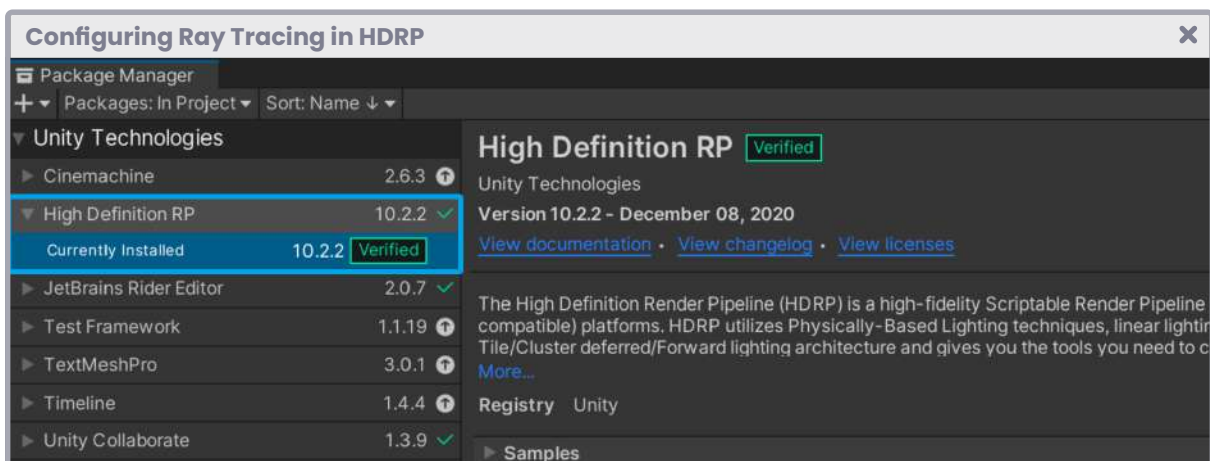 Configuring Ray Tracing in HDRP
Package Manager
Packages: In Project Sort: Name ↓
Unity Technologies
Cinemachine 2.6.3
High Definition RP 10.2.2
Currently Installed 10.2.2 Verified
JetBrains Rider Editor 2.0.7
Test Framework 1.1.19
TextMeshPro 3.0.1
Timeline 1.4.4
Unity Collaborate 1.3.9
High Definition RP Verified
Unity Technologies
Version 10.2.2 - December 08, 2020
View documentation • View changelog • View licenses
The High Definition Render Pipeline (HDRP) is a high-fidelity Scriptable Render Pipeline
compatible) platforms. HDRP utilizes Physically-Based Lighting techniques, linear lightin
Tile/Cluster deferred/Forward lighting architecture and gives you the tools you need to c
More...
Registry Unity
Samples